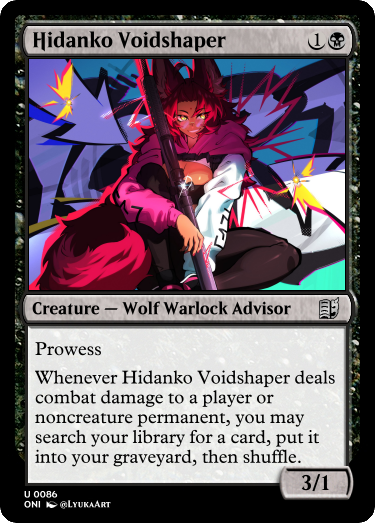 Hidanko Voidshaper 1
Creature — Wolf Warlock Advisor
Prowess
Whenever Hidanko Voidshaper deals
combat damage to a player or
noncreature permanent, you may
search your library for a card, put it
into your graveyard, then shuffle.
3/1
U 0086
ONI @LyukaArt